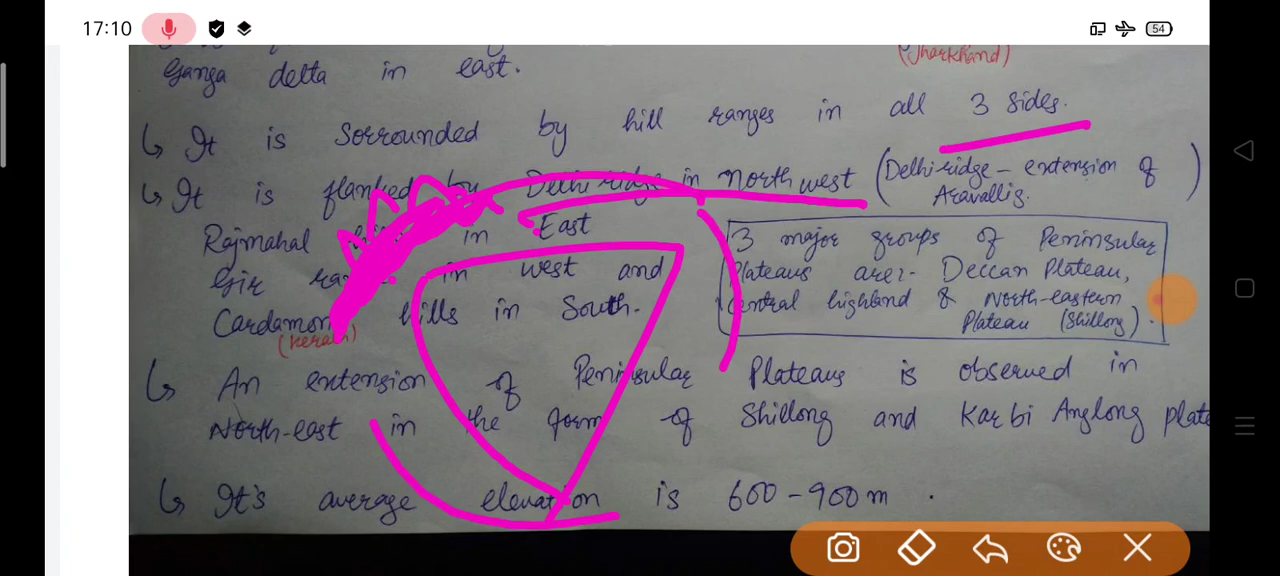 17:10
54
Ganga delta in east.
(Jharkhand)
↳ It is Sorrounded by hill ranges in all 3 sides.
↳ It is flanked by Delhi ridge in North west (Delhi ridge - extension of Aravallis.)
Rajmahal in East
Gir in west and
Cardamom hills in South.
(Kerala)
3 major groups of Peninsular
Plateaus are:- Deccan Plateau,
Central highland & North-eastern
Plateau (Shillong).
↳ An extension of Peninsular Plateaus is observed in
North-east in the form of Shillong and Karbi Anglong plate
↳ It's average elevation is 600-900m.